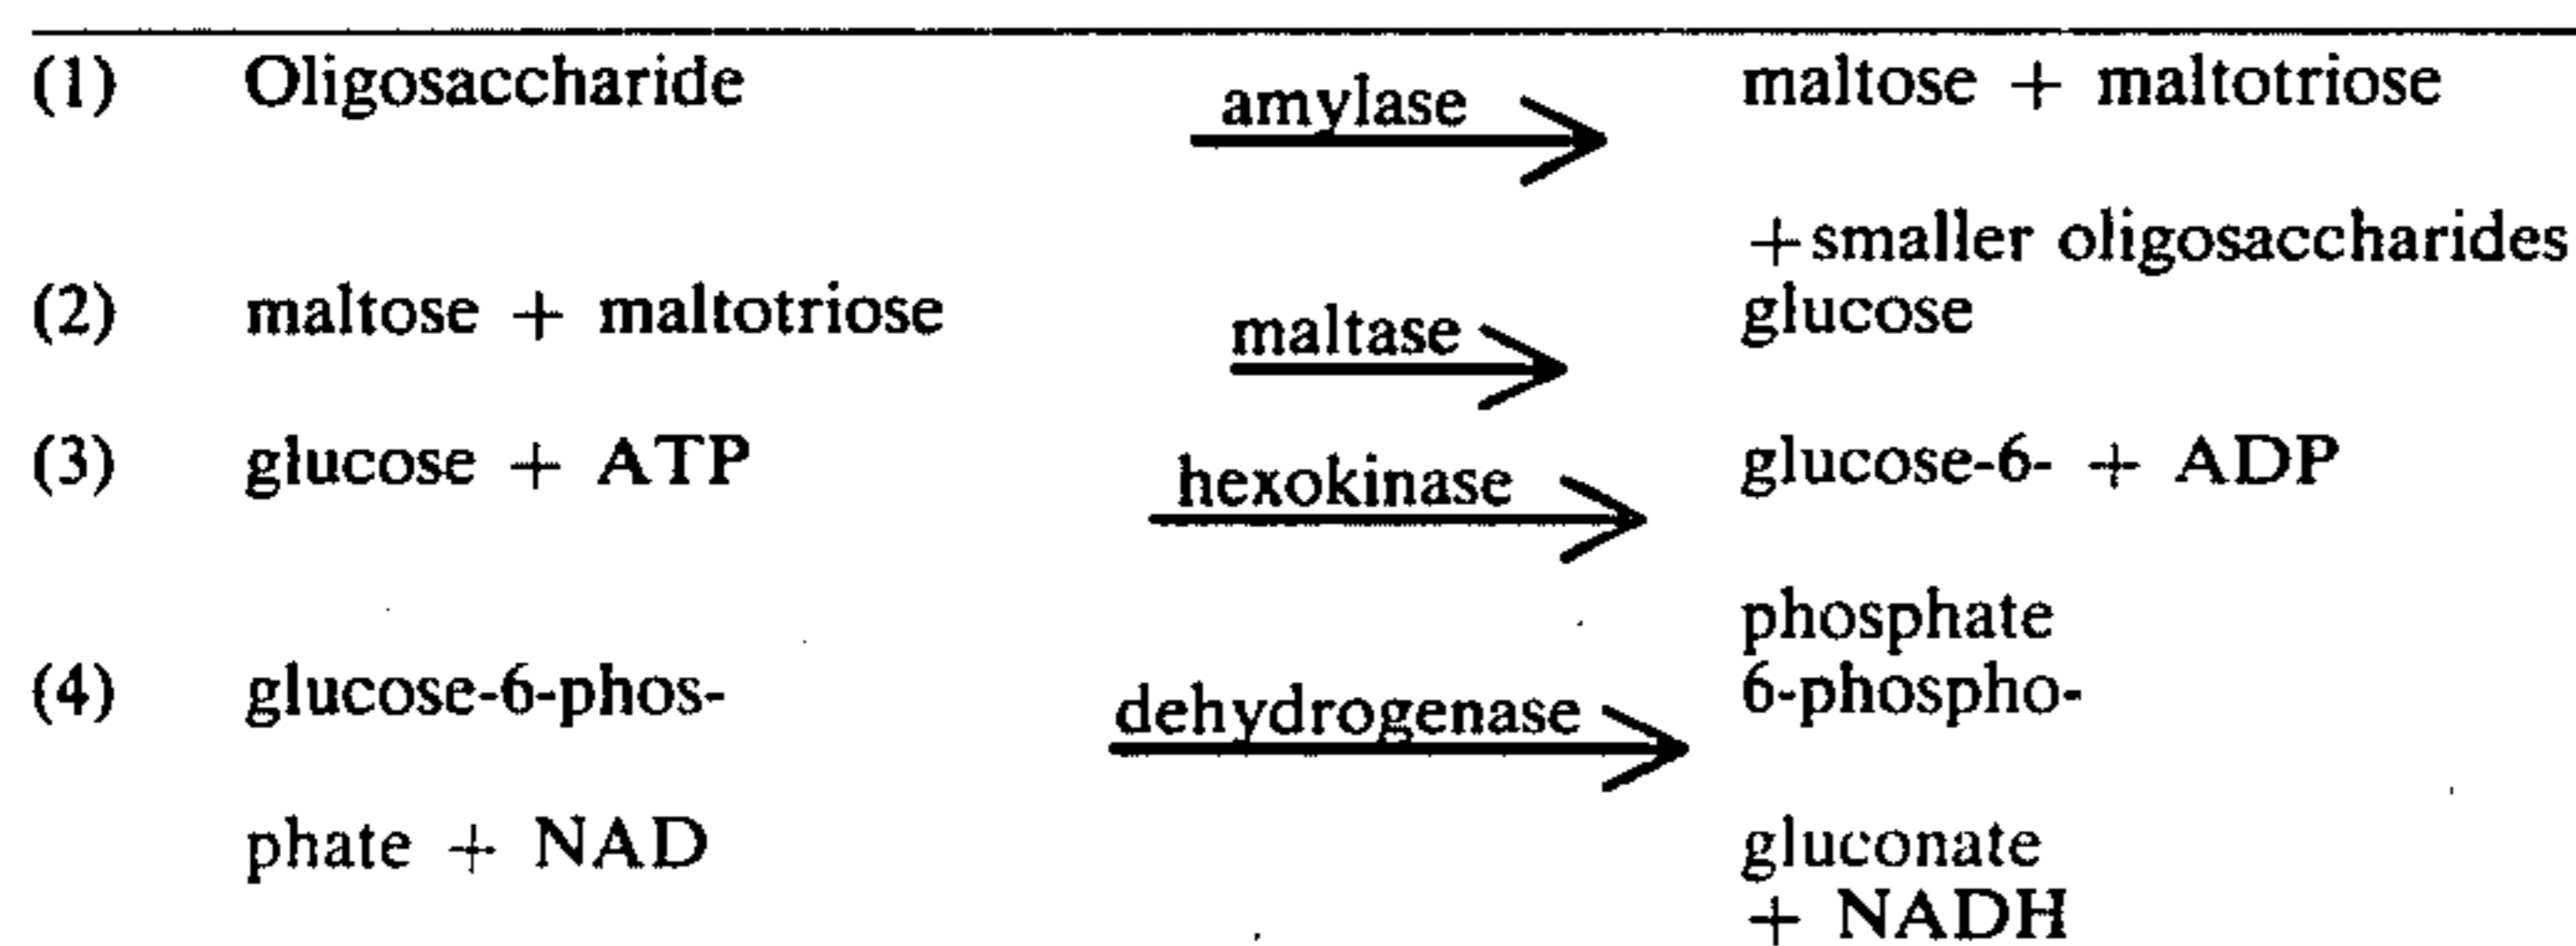 (1) Oligosaccharide amylase maltose + maltotriose
+smaller oligosaccharides
(2) maltose + maltotriose maltase glucose
(3) glucose + ATP hexokinase glucose-6- + ADP
phosphate
(4) glucose-6-phos- dehydrogenase 6-phospho-
phate + NAD gluconate
+ NADH